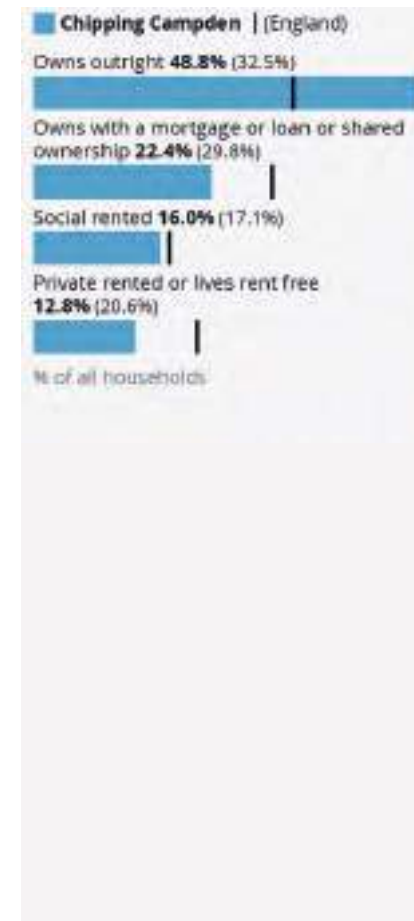 Chipping Campden | (England)
Owns outright 48.8% (32.5%)
Owns with a mortgage or loan or shared
ownership 22.4% (29.8%)
Social rented 16.0% (17.1%)
Private rented or lives rent free
12.8% (20.6%)
% of all households